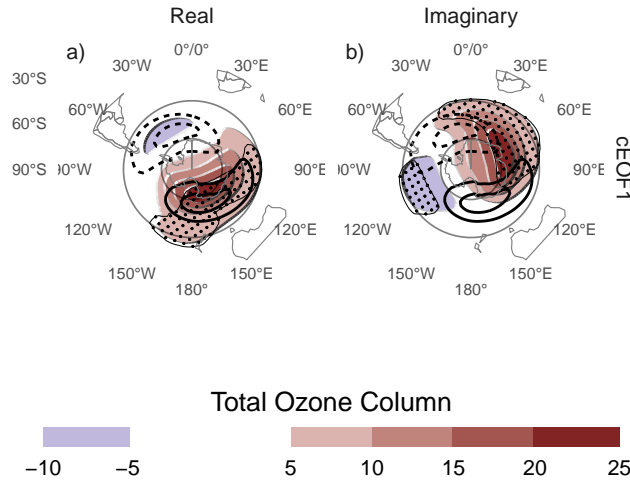 Real Imaginary
a) b)
0°/0° 0°/0°
30°W 30°E 30°W 30°E
30°S
60°W 60°E 60°W 60°E
60°S
90°S 90°W 90°E
120°W 120°E 120°W 120°E
150°W 150°E 150°W 150°E
180° 180°
cEOF1
Total Ozone Column
−10 −5 5 10 15 20 25